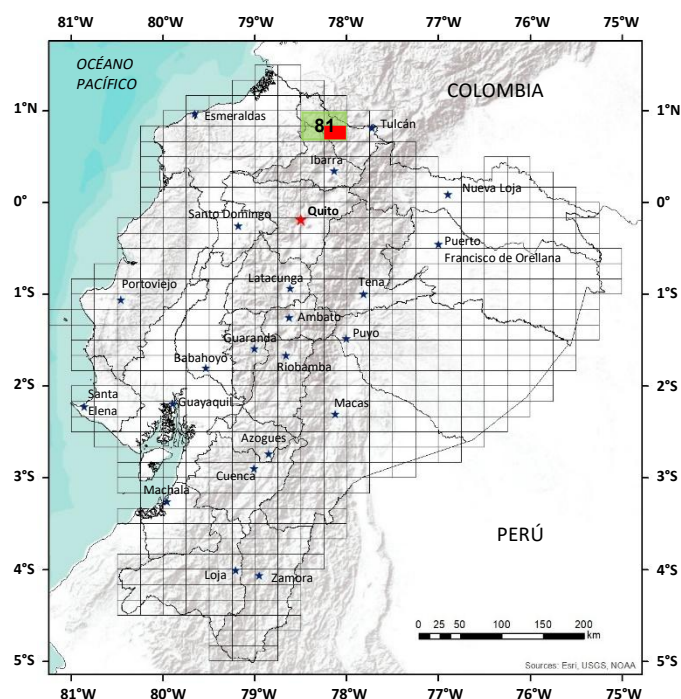 81°W 80°W 79°W 78°W 77°W 76°W 75°W
OCÉANO
PACÍFICO
COLOMBIA
1°N 1°N
Esmeraldas
81
Tulcán
Ibarra
Nueva Loja
0° 0°
Santo Domingo
Quito
Puerto
Francisco de Orellana
Latacunga
Tena
Portoviejo
1°S 1°S
Ambato
Guaranda
Puyo
Babahoyo
Riobamba
2°S 2°S
Santa
Elena
Guayaquil
Macas
Azogues
Cuenca
3°S 3°S
Machala
PERÚ
4°S 4°S
Loja
Zamora
0 25 50 100 150 200
km
5°S 5°S
Sources: Esri, USGS, NOAA
81°W 80°W 79°W 78°W 77°W 76°W 75°W